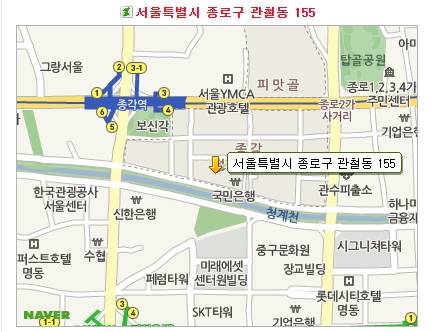 서울특별시 종로구 관철동 155
그랑서울
2
3-1
1
종각역
6
5
3
4
보신각
서울YMCA
관광호텔
피맛골
탑골공원
종로1,2,3,4가
주민센터
종로2가
사거리
기업은행
종각
서울특별시 종로구 관철동 155
국민은행
관수파출소
한국관광공사
서울센터
신한은행
청계천
하나미
금융재
퍼스트호텔
명동
수협
미래에셋
센터원빌딩
중구문화원
장교빌딩
시그니쳐타워
기업은
페럼타워
SKT타워
롯데시티호텔
명동
NAVER
1-1
2
1
3
4